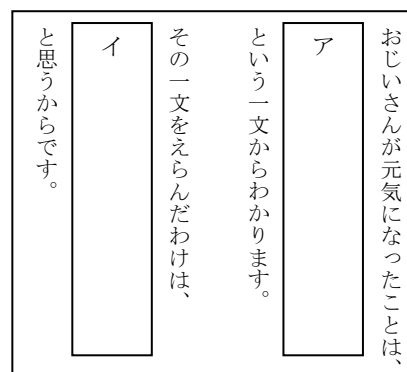 おじいさんが元気になったことは、
ア
という一文からわかります。
その一文をえらんだわけは、
イ
と思うからです。